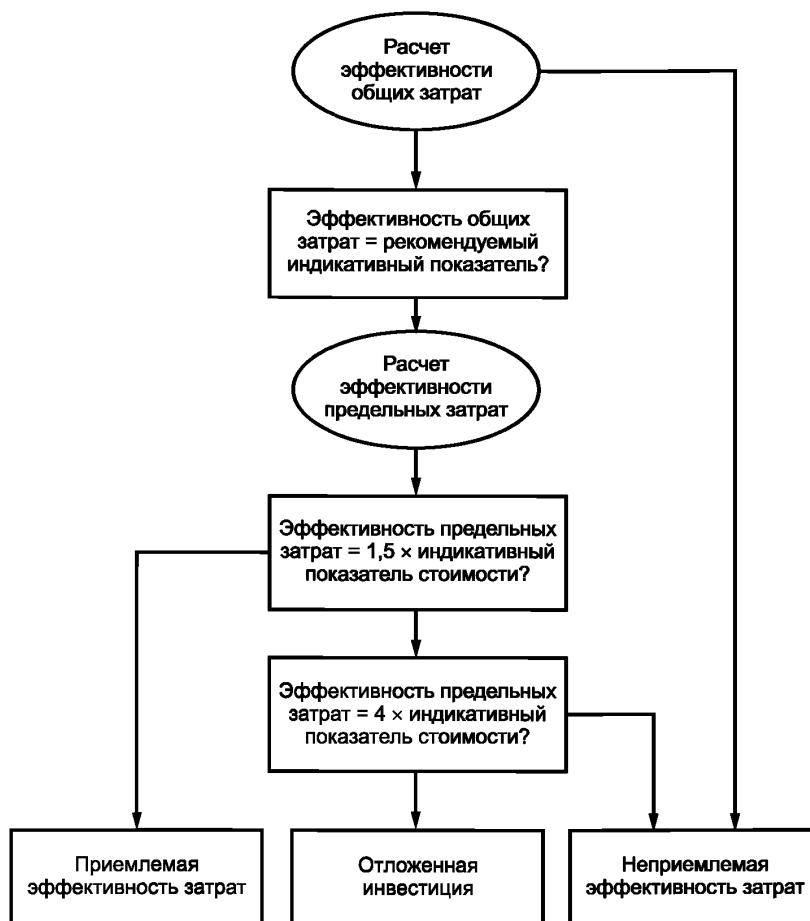 Расчет
эффективности
общих затрат
Эффективность общих
затрат = рекомендуемый
индикативный показатель?
Расчет
эффективности
предельных затрат
Эффективность предельных
затрат = 1,5 × индикативный
показатель стоимости?
Эффективность предельных
затрат = 4 × индикативный
показатель стоимости?
Приемлемая
эффективность затрат
Отложенная
инвестиция
Неприемлемая
эффективность затрат